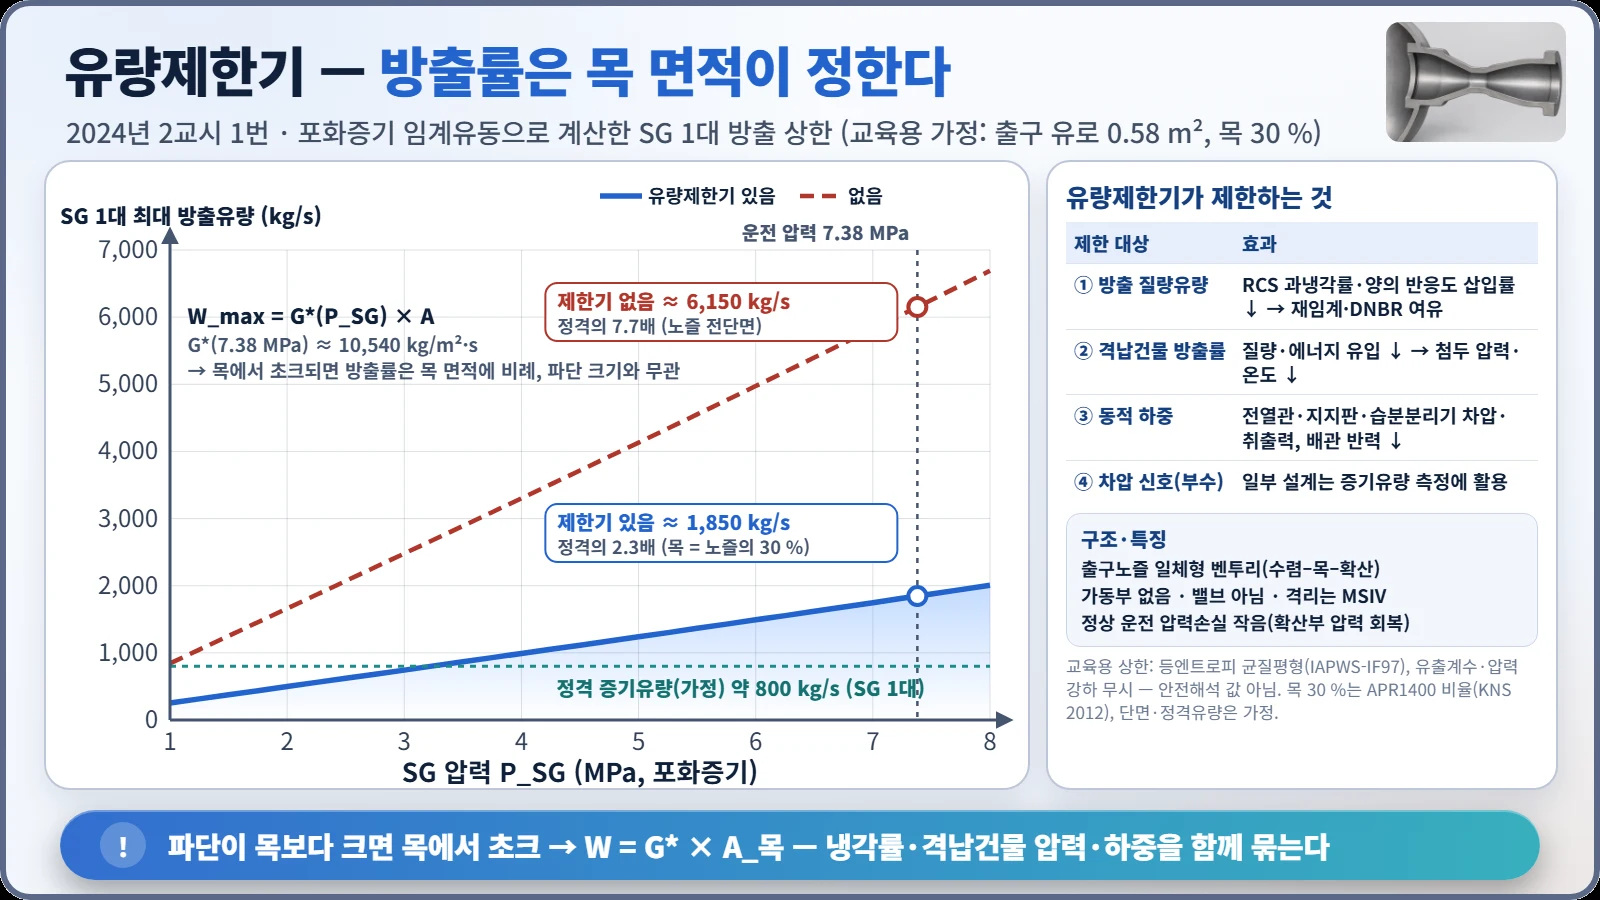 유량제한기 — 방출률은 목 면적이 정한다
2024년 2교시 1번 · 포화증기 임계유동으로 계산한 SG 1대 방출 상한 (교육용 가정: 출구 유로 0.58 m², 목 30 %)
유량제한기 있음
없음
SG 1대 최대 방출유량 (kg/s)
운전 압력 7.38 MPa
7,000
6,000
5,000
4,000
3,000
2,000
1,000
0
W_max = G*(P_SG) × A
G*(7.38 MPa) ≈ 10,540 kg/m²·s
→ 목에서 초크되면 방출률은 목 면적에 비례, 파단 크기와 무관
제한기 없음 ≈ 6,150 kg/s
정격의 7.7배 (노즐 전단면)
제한기 있음 ≈ 1,850 kg/s
정격의 2.3배 (목 = 노즐의 30 %)
정격 증기유량(가정) 약 800 kg/s (SG 1대)
1 2 3 4 5 6 7 8
SG 압력 P_SG (MPa, 포화증기)
유량제한기가 제한하는 것
제한 대상 효과
① 방출 질량유량 RCS 과냉각률·양의 반응도 삽입률
↓ → 재임계·DNBR 여유
② 격납건물 방출률 질량·에너지 유입 ↓ → 첨두 압력·
온도 ↓
③ 동적 하중 전열관·지지판·습분분리기 차압·
취출력, 배관 반력 ↓
④ 차압 신호(부수) 일부 설계는 증기유량 측정에 활용
구조·특징
출구노즐 일체형 벤투리(수렴–목–확산)
가동부 없음 · 밸브 아님 · 격리는 MSIV
정상 운전 압력손실 작음(확산부 압력 회복)
교육용 상한: 등엔트로피 균질평형(IAPWS-IF97), 유출계수·압력
강하 무시 — 안전해석 값 아님. 목 30 %는 APR1400 비율(KNS
2012), 단면·정격유량은 가정.
! 파단이 목보다 크면 목에서 초크 → W = G* × A_목 — 냉각률·격납건물 압력·하중을 함께 묶는다